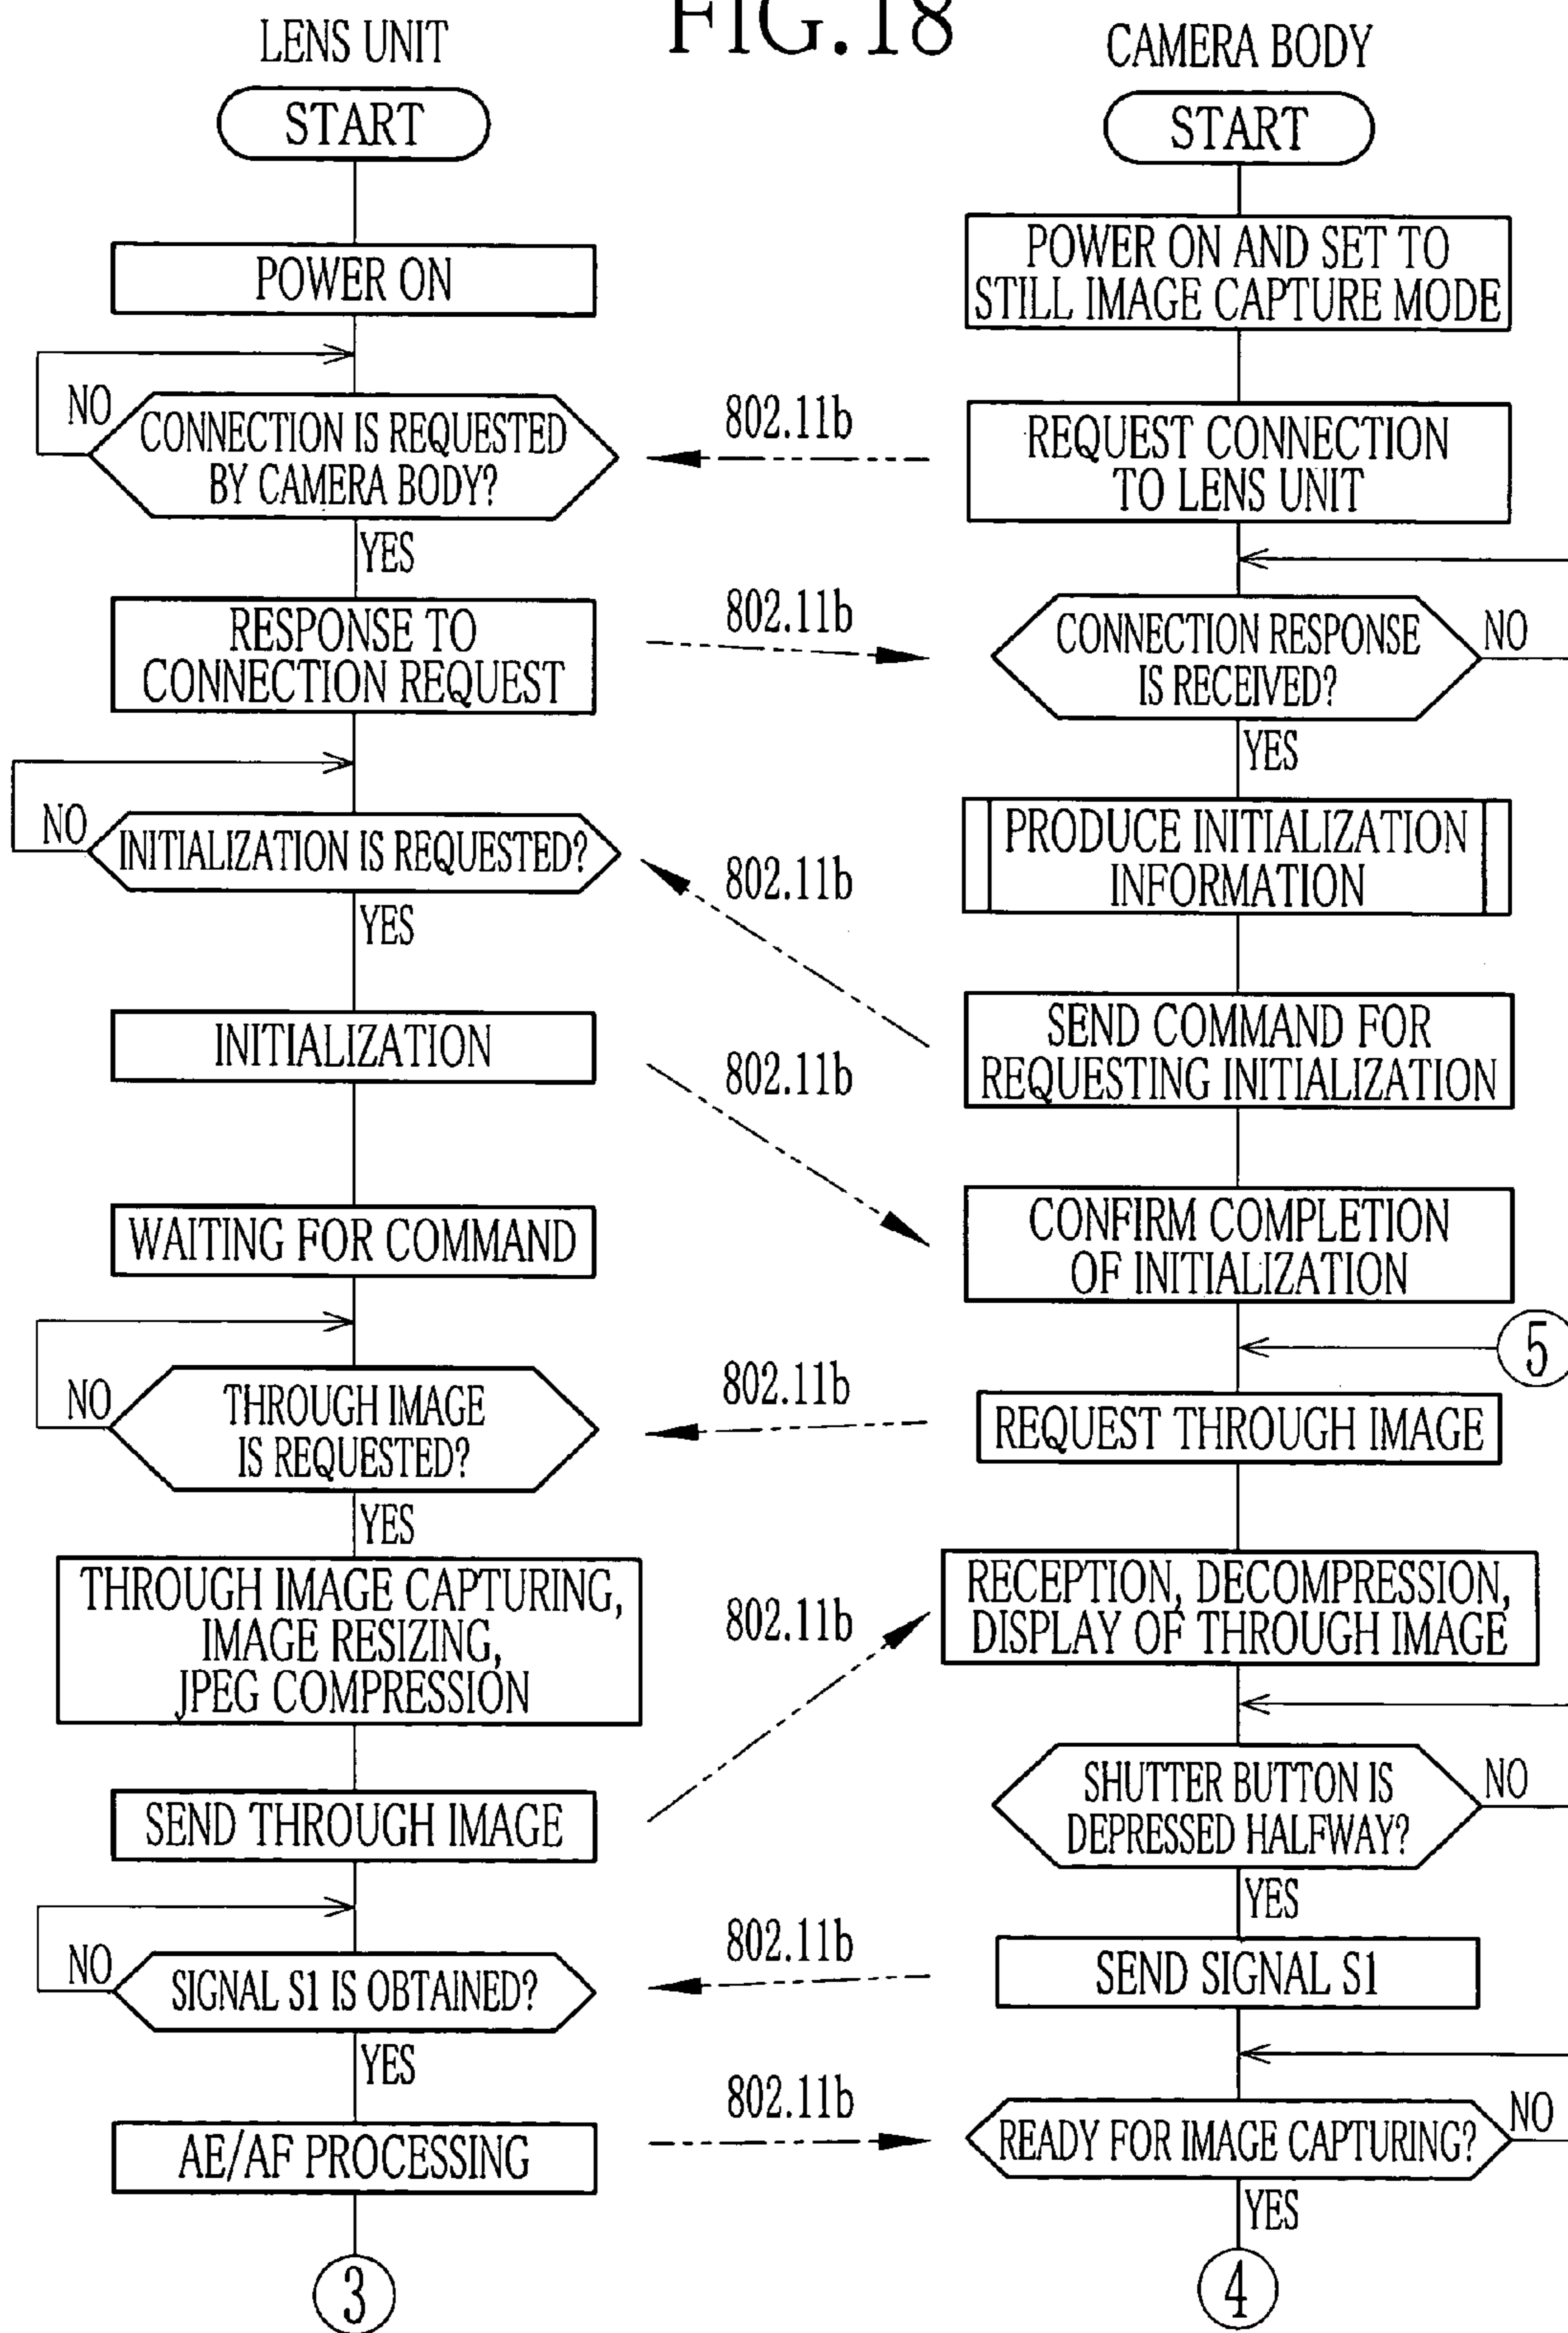 FIG.18
LENS UNIT
START
POWER ON
NO
CONNECTION IS REQUESTED
BY CAMERA BODY?
YES
RESPONSE TO
CONNECTION REQUEST
NO
INITIALIZATION IS REQUESTED?
YES
INITIALIZATION
WAITING FOR COMMAND
NO
THROUGH IMAGE
IS REQUESTED?
YES
THROUGH IMAGE CAPTURING,
IMAGE RESIZING,
JPEG COMPRESSION
SEND THROUGH IMAGE
NO
SIGNAL S1 IS OBTAINED?
YES
AE/AF PROCESSING
3
802.11b
802.11b
802.11b
802.11b
802.11b
802.11b
802.11b
802.11b
CAMERA BODY
START
POWER ON AND SET TO
STILL IMAGE CAPTURE MODE
REQUEST CONNECTION
TO LENS UNIT
CONNECTION RESPONSE
IS RECEIVED?
NO
YES
PRODUCE INITIALIZATION
INFORMATION
SEND COMMAND FOR
REQUESTING INITIALIZATION
CONFIRM COMPLETION
OF INITIALIZATION
5
REQUEST THROUGH IMAGE
RECEPTION, DECOMPRESSION,
DISPLAY OF THROUGH IMAGE
SHUTTER BUTTON IS
DEPRESSED HALFWAY?
NO
YES
SEND SIGNAL S1
READY FOR IMAGE CAPTURING?
NO
YES
4